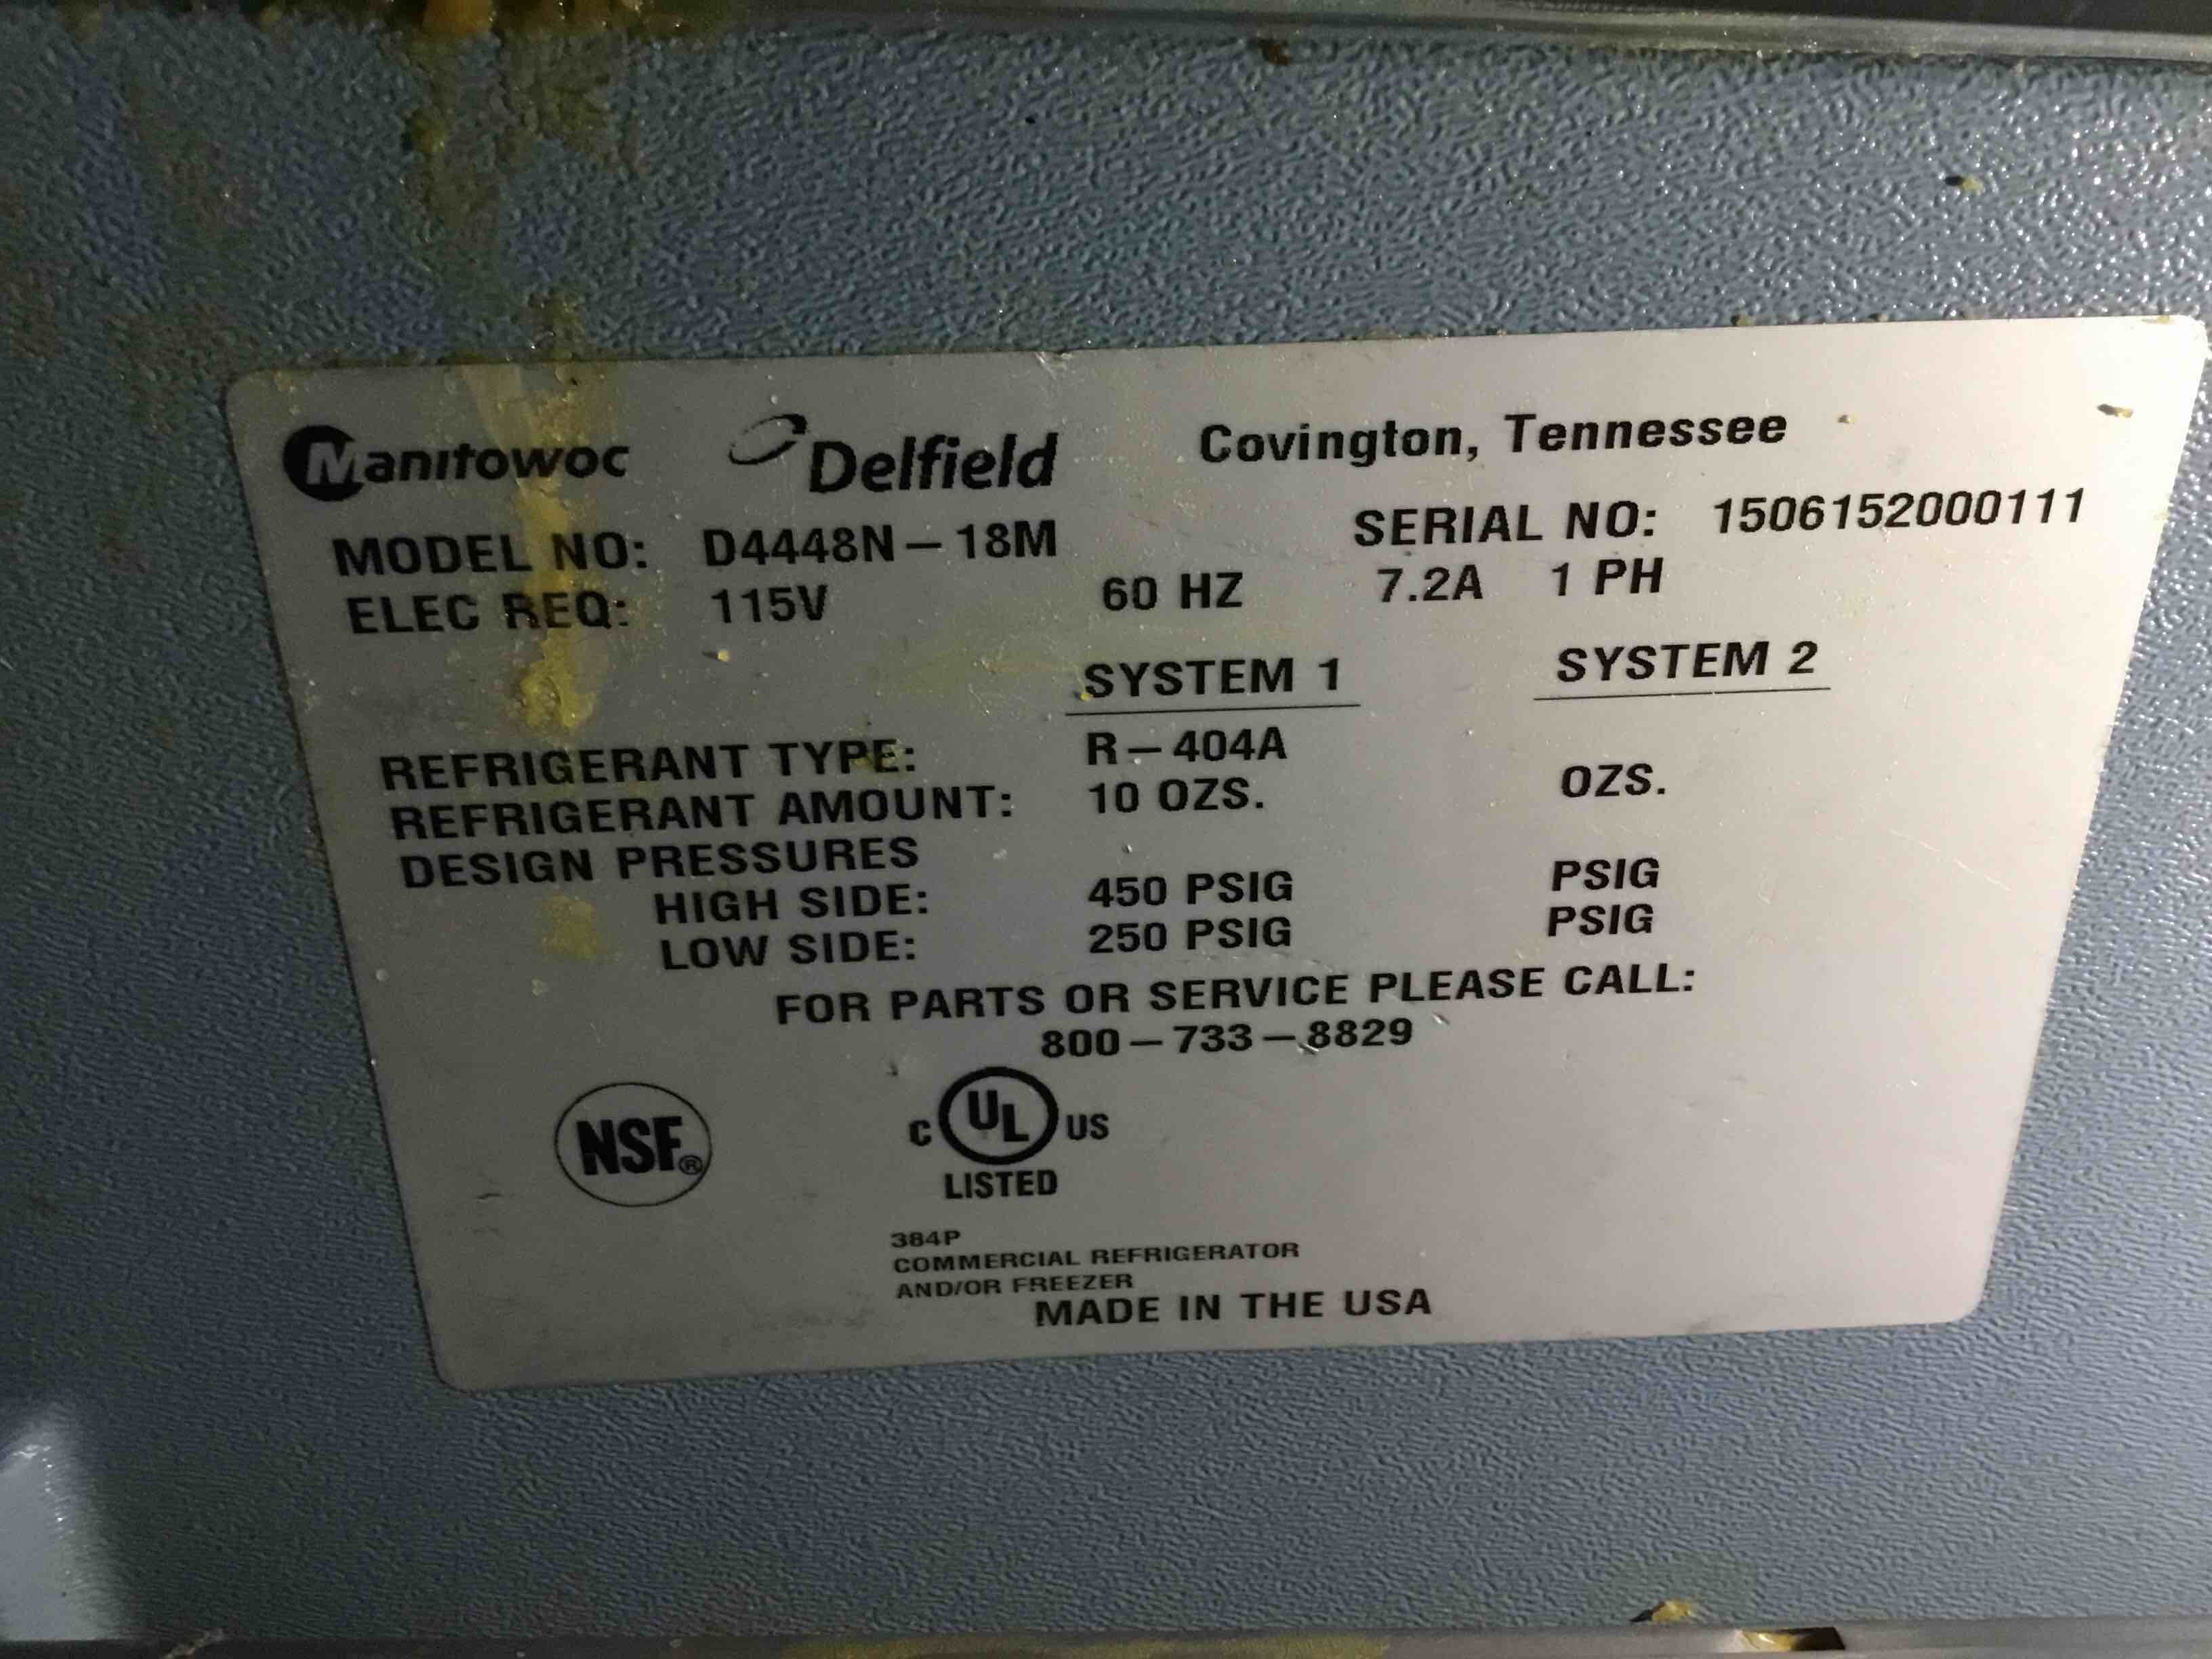 Manitowoc Delfield Covington, Tennessee
MODEL NO: D4448N-18M SERIAL NO: 1506152000111
ELEC REQ: 115V 60 HZ 7.2A 1 PH
SYSTEM 1 SYSTEM 2
REFRIGERANT TYPE: R-404A
REFRIGERANT AMOUNT: 10 OZS. OZS.
DESIGN PRESSURES
HIGH SIDE: 450 PSIG PSIG
LOW SIDE: 250 PSIG PSIG
FOR PARTS OR SERVICE PLEASE CALL:
800-733-8829
NSF®
C UL US
LISTED
384P
COMMERCIAL REFRIGERATOR
AND/OR FREEZER
MADE IN THE USA